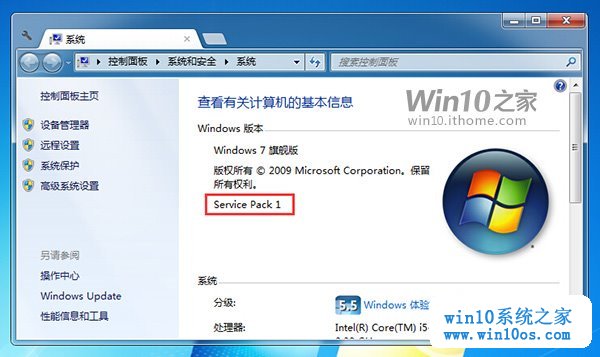 系统
控制面板 系统和安全 系统
搜索控制面板
控制面板主页
设备管理器
远程设置
系统保护
高级系统设置
另请参阅
操作中心
Windows Update
性能信息和工具
查看有关计算机的基本信息
Win10之家
win10.ithome.com
Windows 版本
Windows 7 旗舰版
版权所有 © 2009 Microsoft Corporation。保留
所有权利。
Service Pack 1
系统
分级:
5.5 Windows 体验
处理器:
Intel(R) Core(TM) i5
win10系统之家
www.win10os.com